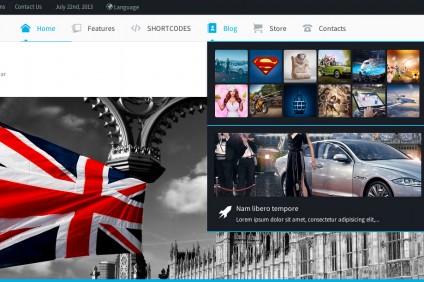 Contact Us July 22nd, 2013 Language
Home Features SHORTCODES Blog Store Contacts
Nam libero tempore
Lorem ipsum dolor sit amet, consectetur adipisicing elit,...